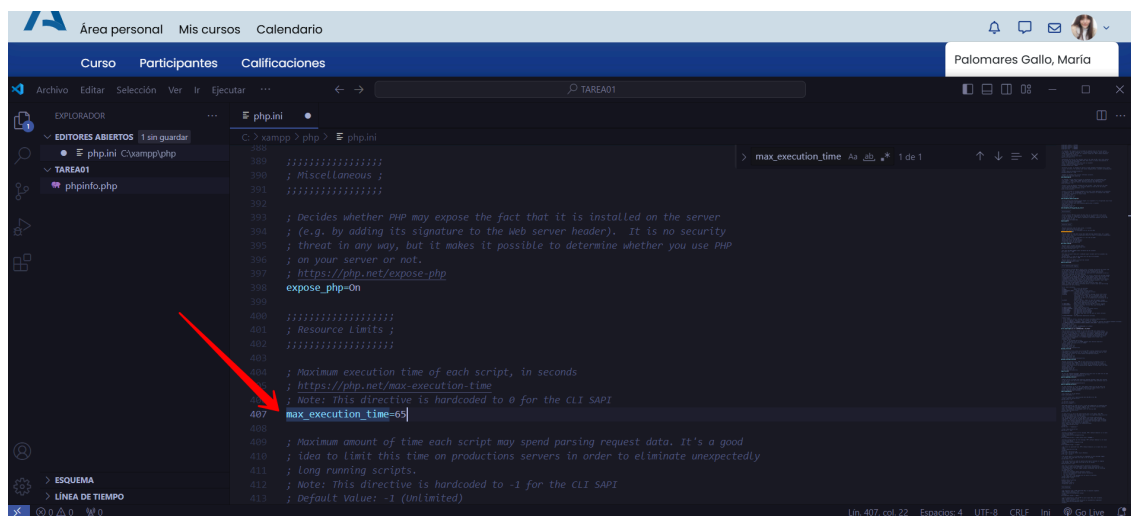 Área personal Mis cursos Calendario
Curso Participantes Calificaciones Palomares Gallo, María
Archivo Editar Selección Ver Ir Ejecutar ··· TAREA01
EXPLORADOR ··· php.ini
EDITORES ABIERTOS 1 sin guardar C: > xampp > php > php.ini
php.ini C:\xampp\php
TAREA01
phpinfo.php
max_execution_time Aa ab, .* 1 de 1
388
389 ;;;;;;;;;;;;;;;;;
390 ; Miscellaneous ;
391 ;;;;;;;;;;;;;;;;;
392
393 ; Decides whether PHP may expose the fact that it is installed on the server
394 ; (e.g. by adding its signature to the Web server header). It is no security
395 ; threat in any way, but it makes it possible to determine whether you use PHP
396 ; on your server or not.
397 ; https://php.net/expose-php
398 expose_php=On
399
400 ;;;;;;;;;;;;;;;;;;;
401 ; Resource Limits ;
402 ;;;;;;;;;;;;;;;;;;;
403
404 ; Maximum execution time of each script, in seconds
; https://php.net/max-execution-time
; Note: This directive is hardcoded to 0 for the CLI SAPI
407 max_execution_time=65
408
409 ; Maximum amount of time each script may spend parsing request data. It's a good
410 ; idea to limit this time on productions servers in order to eliminate unexpectedly
411 ; long running scripts.
412 ; Note: This directive is hardcoded to -1 for the CLI SAPI
413 ; Default Value: -1 (Unlimited)
ESQUEMA
LÍNEA DE TIEMPO
0 0 0 Lín. 407, col. 22 Espacios: 4 UTF-8 CRLF Ini Go Live